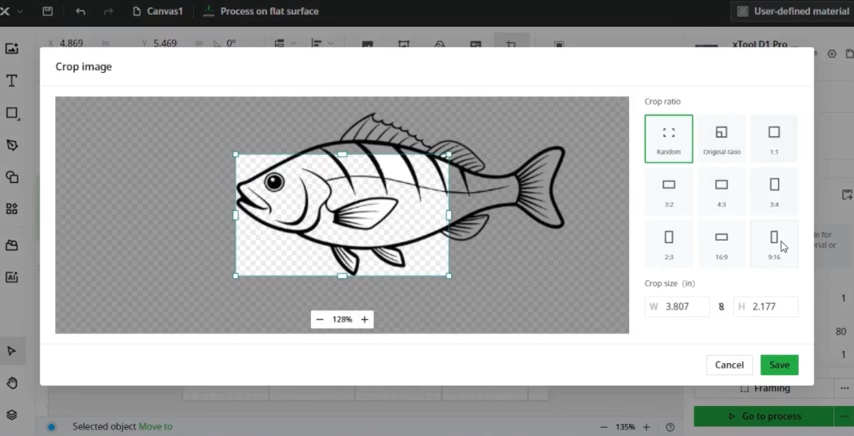 Canvas1
Process on flat surface
User-defined material
X 4.869 in
Y 5.469 in
0°
xTool D1 Pro
Crop image
Crop ratio
Random
Original ratio
1:1
3:2
4:3
3:4
2:3
16:9
9:16
Crop size (in)
W 3.807
H 2.177
128%
1
80
1
Cancel
Save
Framing
Go to process
Selected object Move to
135%